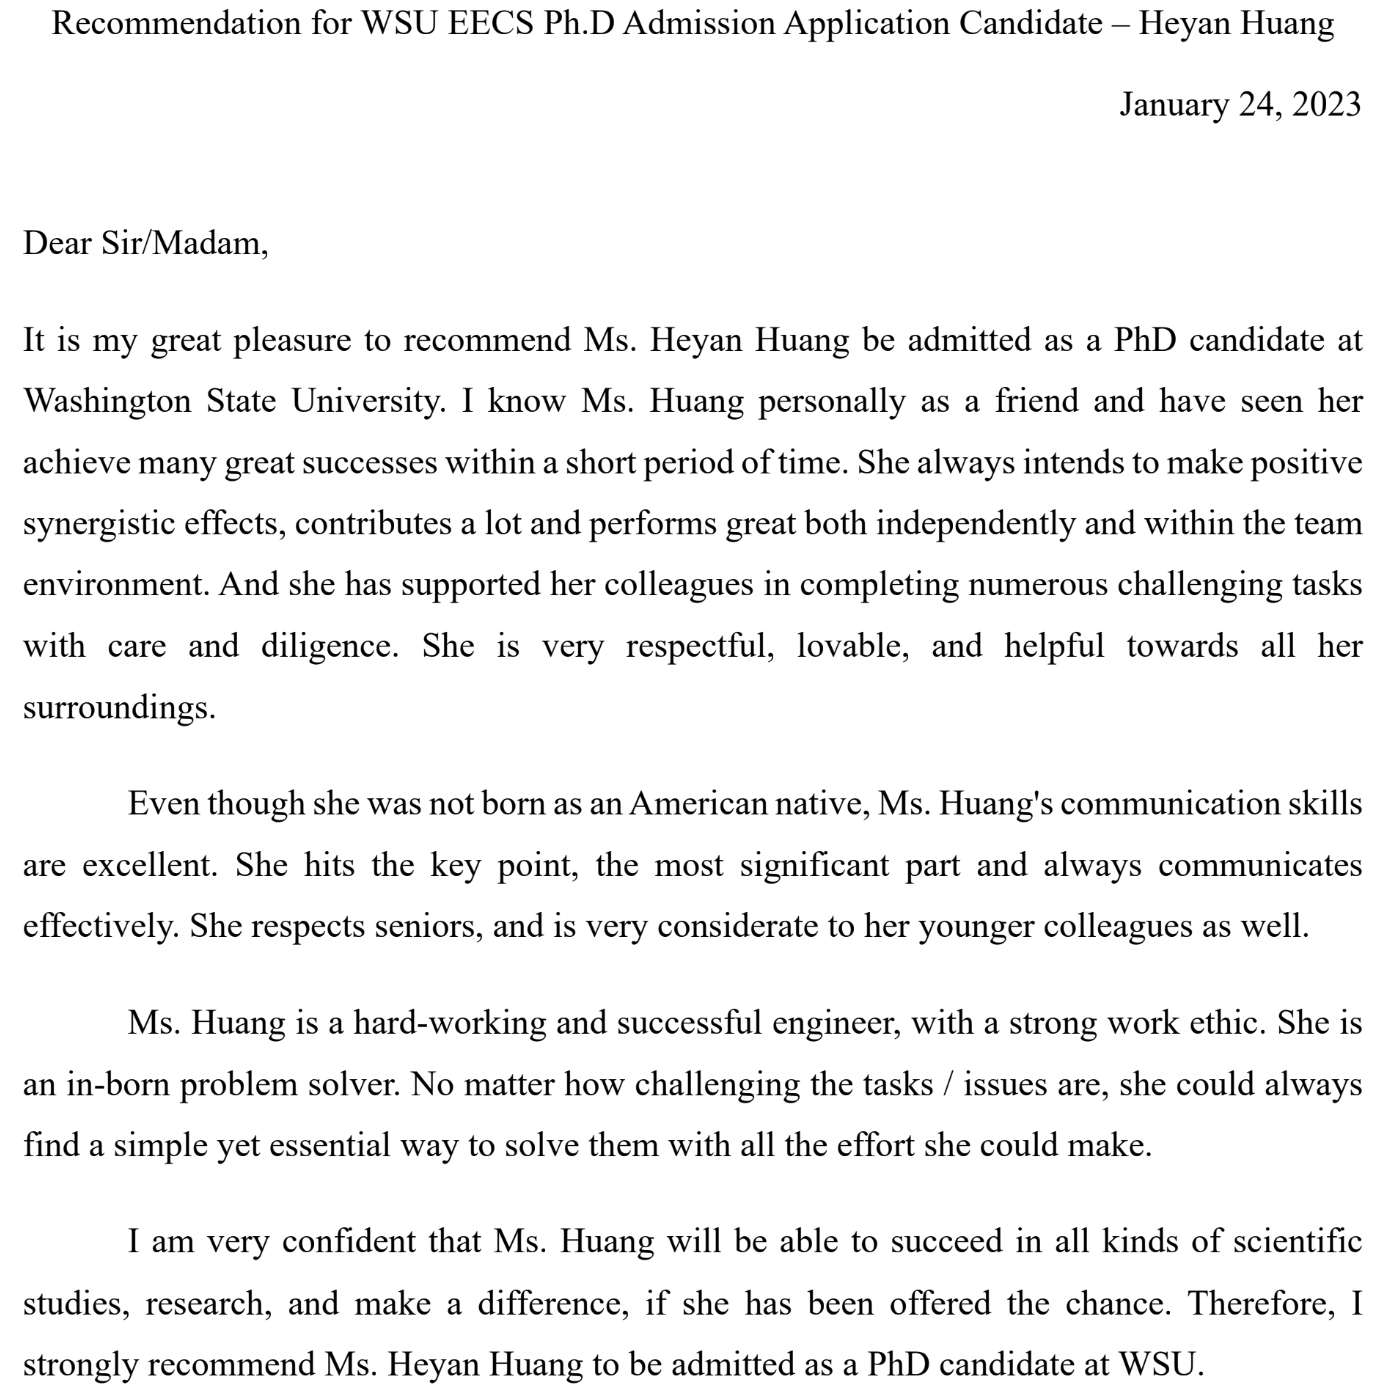 Recommendation for WSU EECS Ph.D Admission Application Candidate – Heyan Huang
January 24, 2023
Dear Sir/Madam,
It is my great pleasure to recommend Ms. Heyan Huang be admitted as a PhD candidate at
Washington State University. I know Ms. Huang personally as a friend and have seen her
achieve many great successes within a short period of time. She always intends to make positive
synergistic effects, contributes a lot and performs great both independently and within the team
environment. And she has supported her colleagues in completing numerous challenging tasks
with care and diligence. She is very respectful, lovable, and helpful towards all her
surroundings.
Even though she was not born as an American native, Ms. Huang's communication skills
are excellent. She hits the key point, the most significant part and always communicates
effectively. She respects seniors, and is very considerate to her younger colleagues as well.
Ms. Huang is a hard-working and successful engineer, with a strong work ethic. She is
an in-born problem solver. No matter how challenging the tasks / issues are, she could always
find a simple yet essential way to solve them with all the effort she could make.
I am very confident that Ms. Huang will be able to succeed in all kinds of scientific
studies, research, and make a difference, if she has been offered the chance. Therefore, I
strongly recommend Ms. Heyan Huang to be admitted as a PhD candidate at WSU.